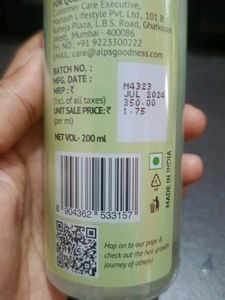 Customer Care Executive,
Manash Lifestyle Pvt. Ltd., 101 B,
Raheja Plaza, L.B.S. Road, Ghatkopar
West, Mumbai - 400086
PH: +91 9223300222
EMAIL: care@alpsgoodness.com
BATCH NO. : M4323
MFG. DATE : JUL 2024
MRP : ₹ 350.00
(Incl. of all taxes)
UNIT SALE PRICE: ₹ 1.75
(per ml)
NET VOL- 200 ml
MADE IN INDIA
8 904362 533157
Hop on to our page &
check out the hair growth
journey of others!